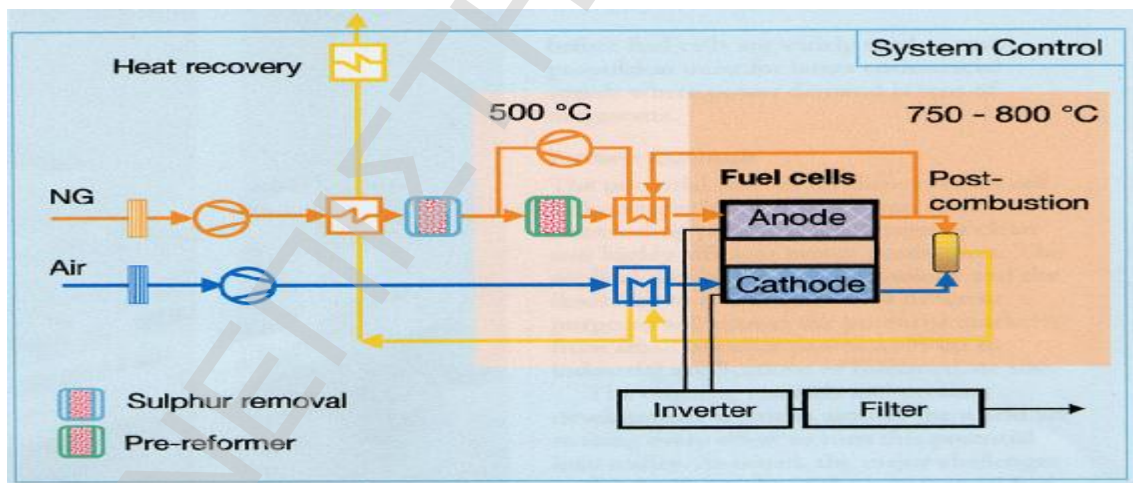 System Control
Heat recovery
500 °C
750 - 800 °C
NG
Fuel cells
Post-
combustion
Anode
Air
Cathode
Sulphur removal
Pre-reformer
Inverter
Filter